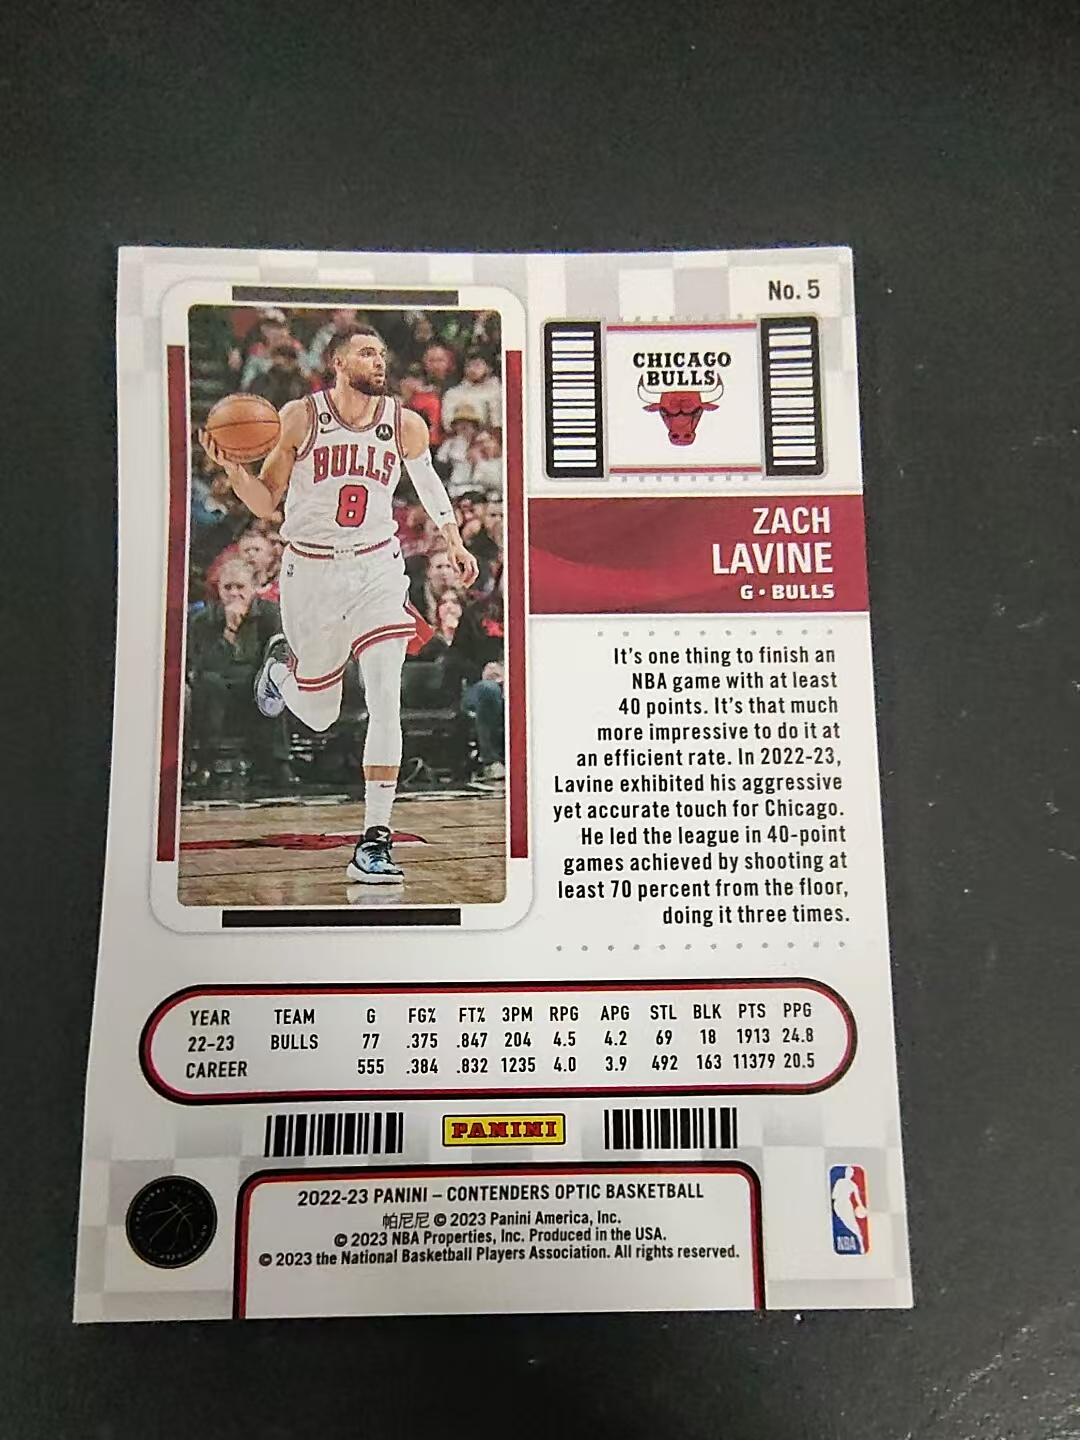 No. 5
CHICAGO
BULLS
BULLS
8
ZACH
LAVINE
G • BULLS
It's one thing to finish an
NBA game with at least
40 points. It's that much
more impressive to do it at
an efficient rate. In 2022-23,
Lavine exhibited his aggressive
yet accurate touch for Chicago.
He led the league in 40-point
games achieved by shooting at
least 70 percent from the floor,
doing it three times.
YEAR TEAM G FG% FT% 3PM RPG APG STL BLK PTS PPG
22-23 BULLS 77 .375 .847 204 4.5 4.2 69 18 1913 24.8
CAREER 555 .384 .832 1235 4.0 3.9 492 163 11379 20.5
PANINI
2022-23 PANINI – CONTENDERS OPTIC BASKETBALL
帕尼尼 © 2023 Panini America, Inc.
© 2023 NBA Properties, Inc. Produced in the USA.
© 2023 the National Basketball Players Association. All rights reserved.
NBA